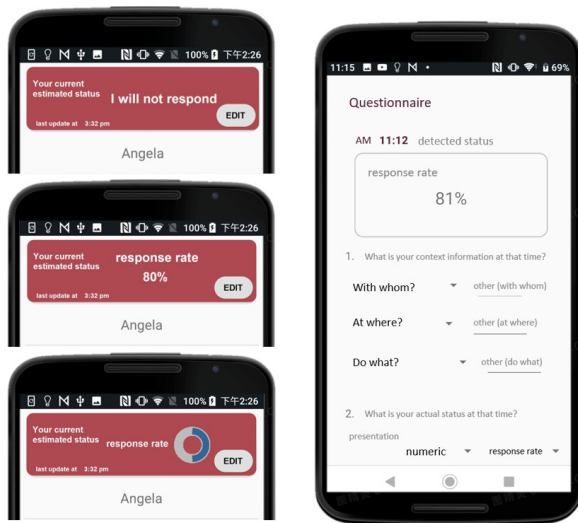 100% 下午2:26
Your current
estimated status
I will not respond
EDIT
last update at 3:32 pm
Angela
100% 下午2:26
Your current
estimated status
response rate
80%
EDIT
last update at 3:32 pm
Angela
100% 下午2:26
Your current
estimated status
response rate
EDIT
last update at 3:32 pm
Angela
11:15 69%
Questionnaire
AM 11:12 detected status
response rate
81%
1. What is your context information at that time?
With whom? other (with whom)
At where? other (at where)
Do what? other (do what)
2. What is your actual status at that time?
presentation
numeric response rate